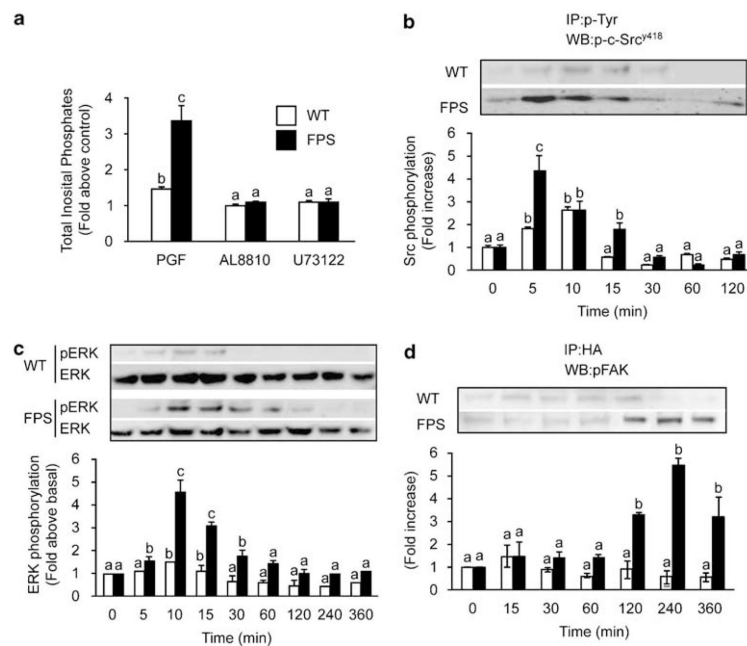 a
Total Inosital Phosphates
(Fold above control)
4
3
2
1
0
WT
FPS
b
c
a a
a a
PGF
AL8810
U73122
b
IP:p-Tyr
WB:p-c-Src^y418
WT
FPS
Src phosphorylation
(Fold increase)
6
5
4
3
2
1
0
a a
b c
b b
a b
a a
a a
a a
0 5 10 15 30 60 120
Time (min)
c
WT
pERK
ERK
FPS
pERK
ERK
ERK phosphorylation
(Fold above basal)
6
5
4
3
2
1
0
a a
a b
b c
a c
a b
a a
a a
a a
a a
0 5 10 15 30 60 120 240 360
Time (min)
d
IP:HA
WB:pFAK
WT
FPS
(Fold increase)
6
5
4
3
2
1
0
a a
a a
a a
a a
a b
a b
a b
0 15 30 60 120 240 360
Time (min)